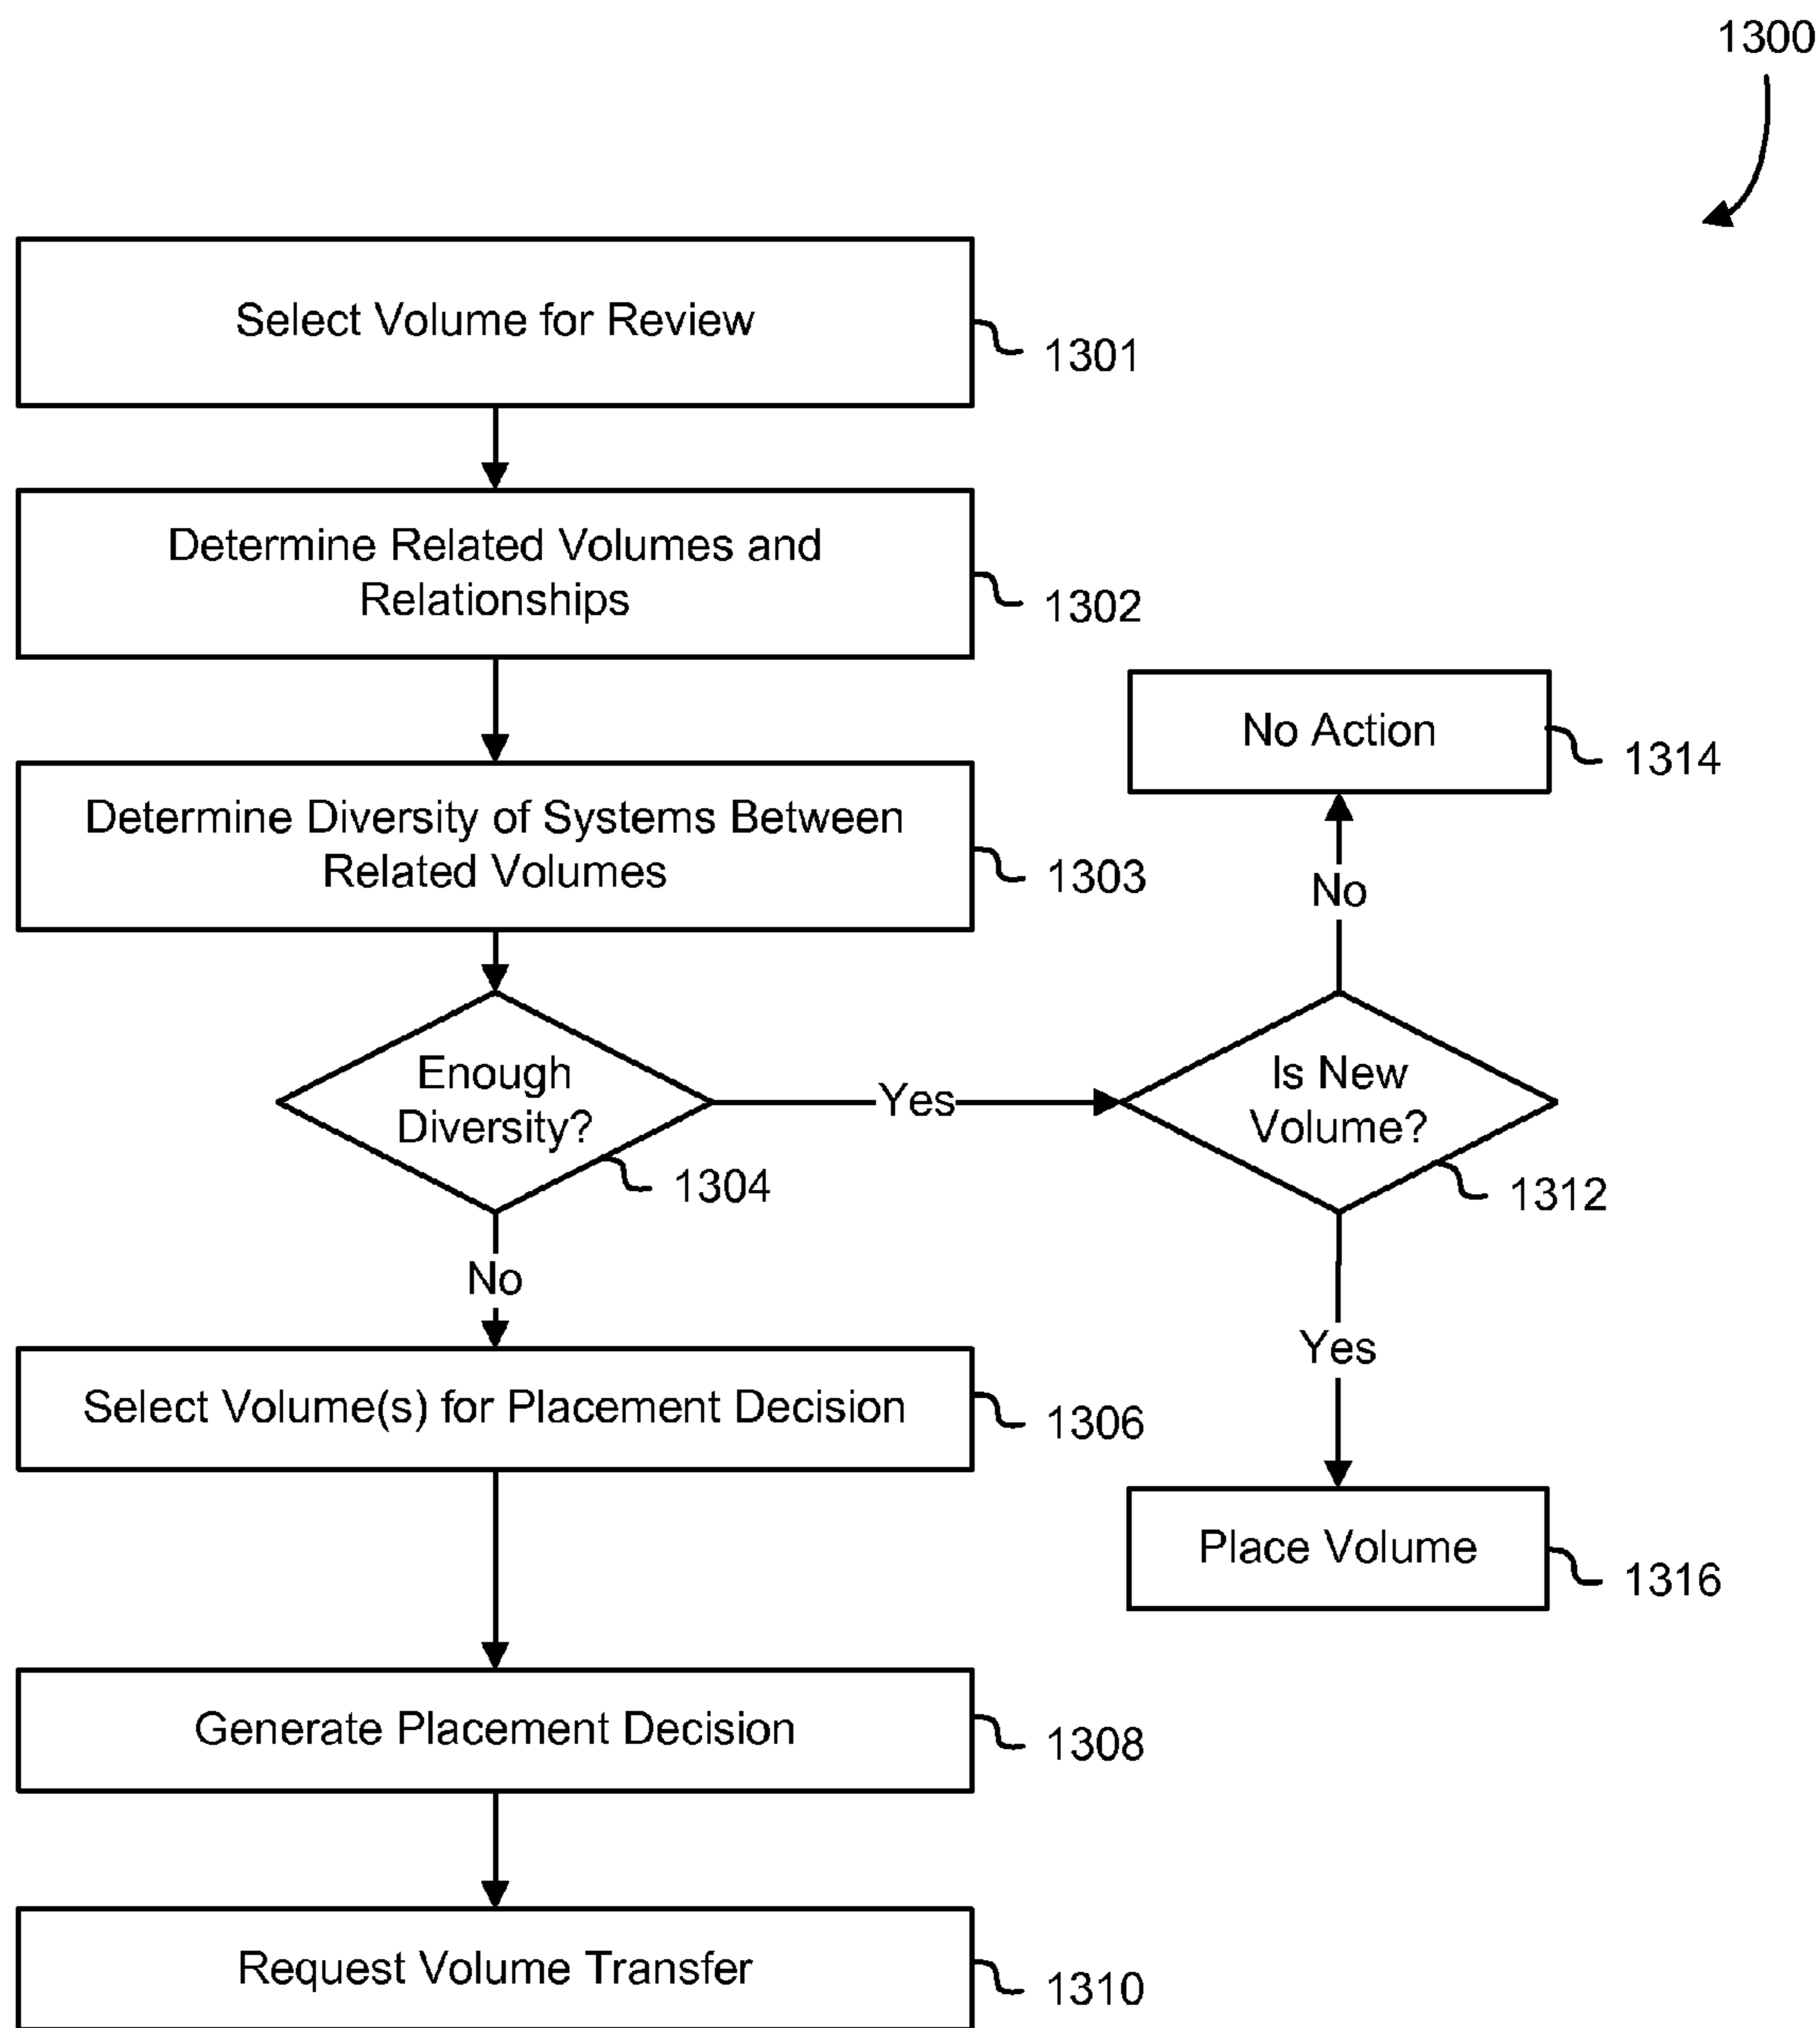 1300
Select Volume for Review
1301
Determine Related Volumes and
Relationships
1302
Determine Diversity of Systems Between
Related Volumes
1303
No Action
1314
No
Enough
Diversity?
1304
Yes
Is New
Volume?
1312
No
Yes
Select Volume(s) for Placement Decision
1306
Place Volume
1316
Generate Placement Decision
1308
Request Volume Transfer
1310